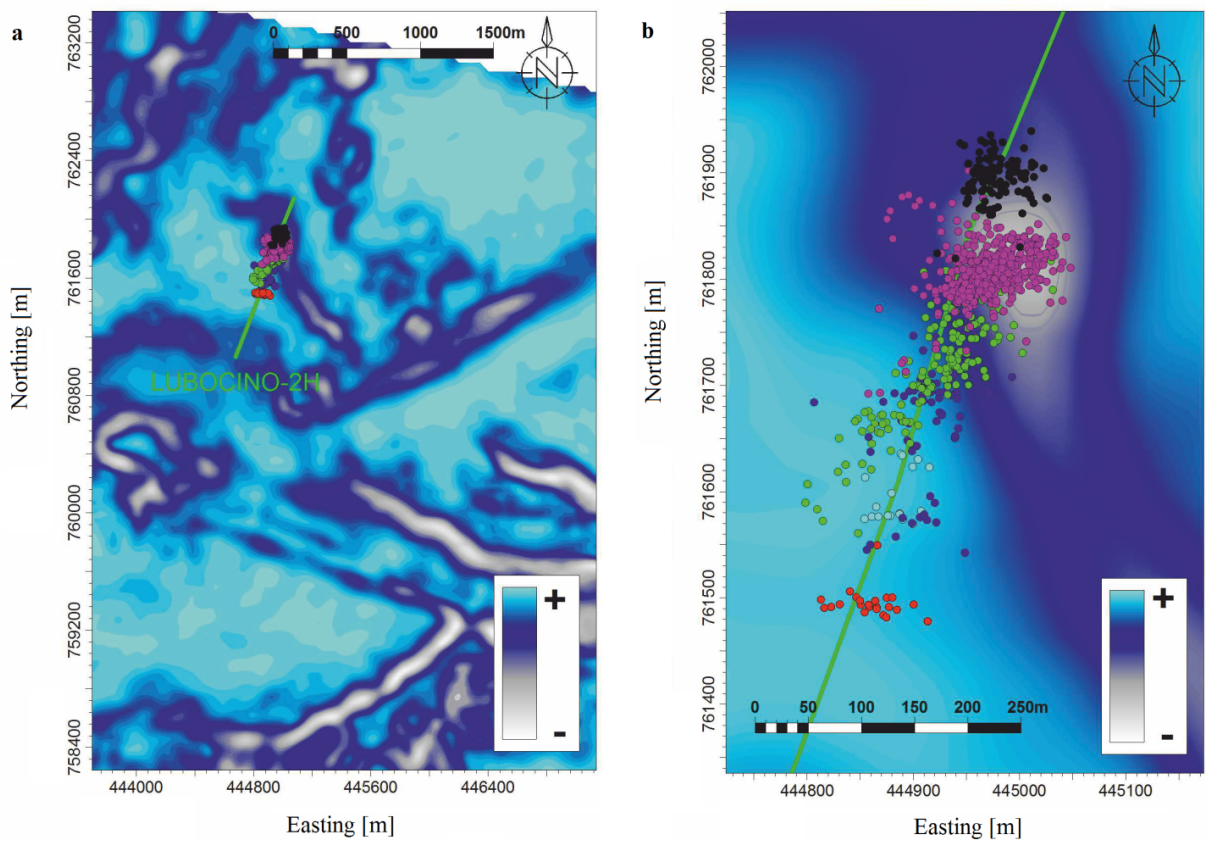 a
0 500 1000 1500m
N
763200
762400
761600
760800
760000
759200
758400
Northing [m]
LUBOCINO-2H
+
-
444000 444800 445600 446400
Easting [m]
b
N
762000
761900
761800
761700
761600
761500
761400
Northing [m]
0 50 100 150 200 250m
+
-
444800 444900 445000 445100
Easting [m]